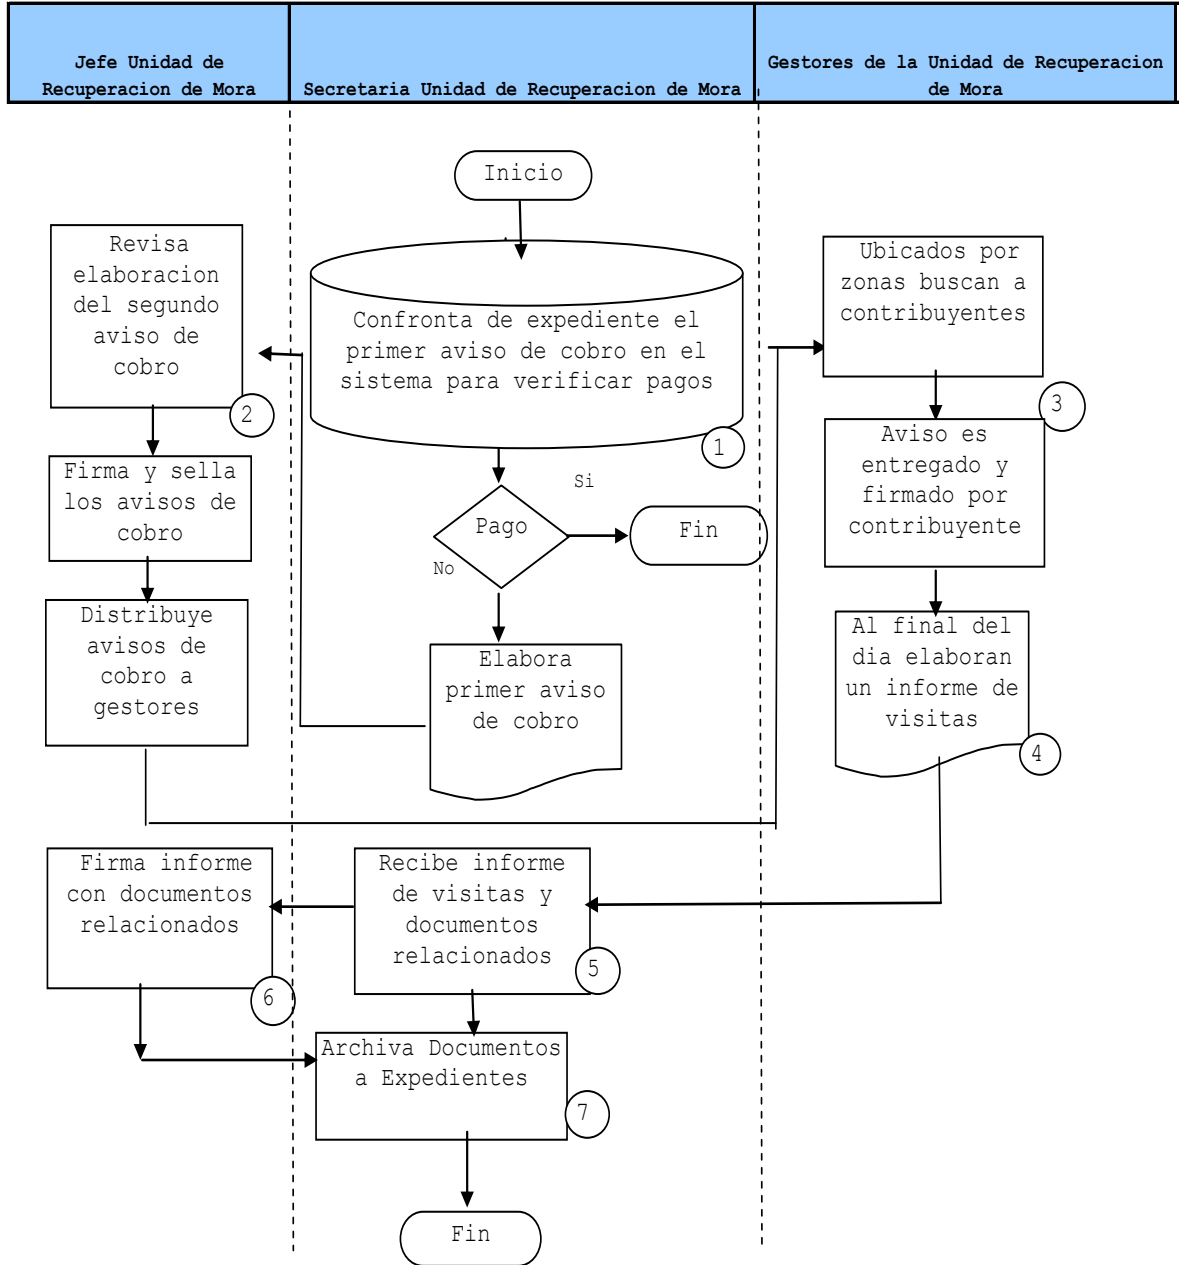 Jefe Unidad de
Recuperacion de Mora
Secretaria Unidad de Recuperacion de Mora
Gestores de la Unidad de Recuperacion
de Mora
Inicio
Confronta de expediente el
primer aviso de cobro en el
sistema para verificar pagos
1
Si
Pago
Fin
No
Elabora
primer aviso
de cobro
Revisa
elaboracion
del segundo
aviso de
cobro
2
Firma y sella
los avisos de
cobro
Distribuye
avisos de
cobro a
gestores
Ubicados por
zonas buscan a
contribuyentes
3
Aviso es
entregado y
firmado por
contribuyente
Al final del
dia elaboran
un informe de
visitas
4
Recibe informe
de visitas y
documentos
relacionados
5
Firma informe
con documentos
relacionados
6
Archiva Documentos
a Expedientes
7
Fin